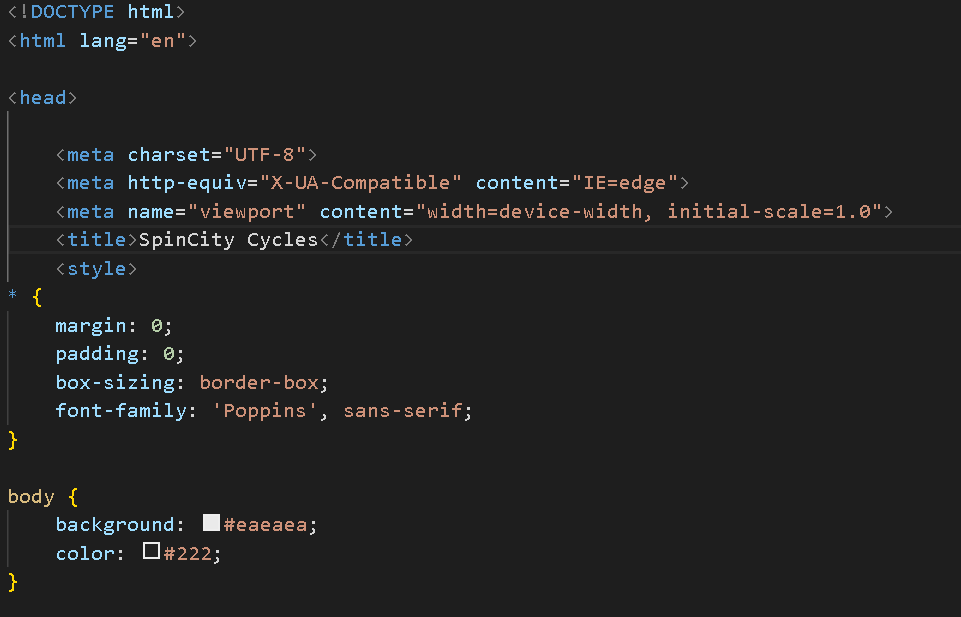 <!DOCTYPE html>
<html lang="en">
<head>
<meta charset="UTF-8">
<meta http-equiv="X-UA-Compatible" content="IE=edge">
<meta name="viewport" content="width=device-width, initial-scale=1.0">
<title>SpinCity Cycles</title>
<style>
* {
margin: 0;
padding: 0;
box-sizing: border-box;
font-family: 'Poppins', sans-serif;
}
body {
background: #eaeaea;
color: #222;
}